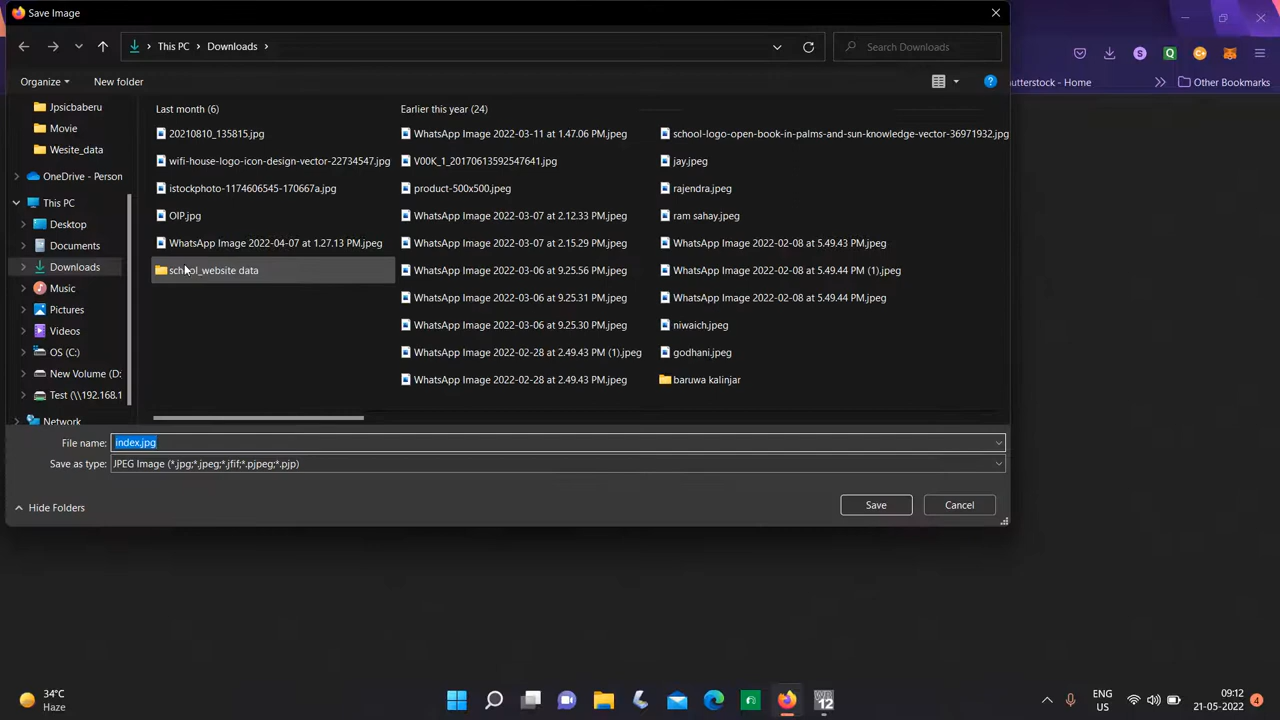 Save Image
This PC
Downloads
Search Downloads
utterstock - Home
Other Bookmarks
Organize
New folder
Jpsicbaberu
Movie
Wesite_data
OneDrive - Person
This PC
Desktop
Documents
Downloads
Music
Pictures
Videos
OS (C:)
New Volume (D:
Test (\\192.168.1
Network
Last month (6)
20210810_135815.jpg
wifi-house-logo-icon-design-vector-22734547.jpg
istockphoto-1174606545-170667a.jpg
OIP.jpg
WhatsApp Image 2022-04-07 at 1.27.13 PM.jpeg
school_website data
Earlier this year (24)
WhatsApp Image 2022-03-11 at 1.47.06 PM.jpeg
V00K_1_20170613592547641.jpg
product-500x500.jpeg
WhatsApp Image 2022-03-07 at 2.12.33 PM.jpeg
WhatsApp Image 2022-03-07 at 2.15.29 PM.jpeg
WhatsApp Image 2022-03-06 at 9.25.56 PM.jpeg
WhatsApp Image 2022-03-06 at 9.25.31 PM.jpeg
WhatsApp Image 2022-03-06 at 9.25.30 PM.jpeg
WhatsApp Image 2022-02-28 at 2.49.43 PM (1).jpeg
WhatsApp Image 2022-02-28 at 2.49.43 PM.jpeg
school-logo-open-book-in-palms-and-sun-knowledge-vector-36971932.jpg
jay.jpeg
rajendra.jpeg
ram sahay.jpeg
WhatsApp Image 2022-02-08 at 5.49.43 PM.jpeg
WhatsApp Image 2022-02-08 at 5.49.44 PM (1).jpeg
WhatsApp Image 2022-02-08 at 5.49.44 PM.jpeg
niwaich.jpeg
godhani.jpeg
baruwa kalinjar
File name: index.jpg
Save as type: JPEG Image (*.jpg;*.jpeg;*.jfif;*.pjpeg;*.pjp)
Hide Folders
Save
Cancel
34°C
Haze
12
ENG
US
09:12
21-05-2022
4